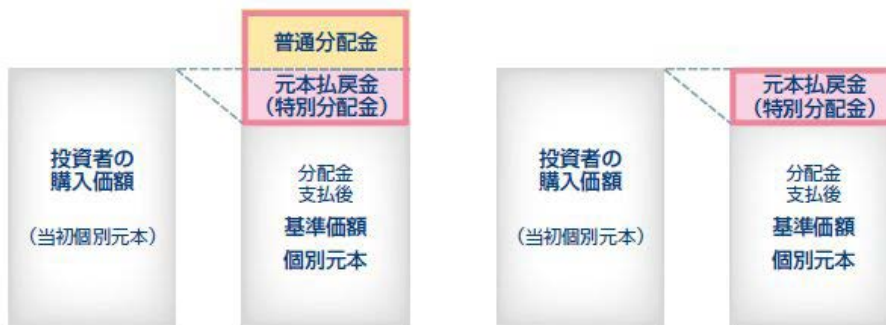 普通分配金
元本払戻金
（特別分配金）
投資者の
購入価額
（当初個別元本）
分配金
支払後
基準価額
個別元本
元本払戻金
（特別分配金）
投資者の
購入価額
（当初個別元本）
分配金
支払後
基準価額
個別元本